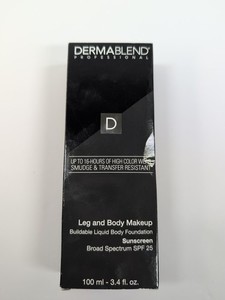 DERMABLEND®
PROFESSIONAL
D
UP TO 16-HOURS OF HIGH COLOR WEAR
SMUDGE & TRANSFER RESISTANT
Leg and Body Makeup
Buildable Liquid Body Foundation
Sunscreen
Broad Spectrum SPF 25
100 ml - 3.4 fl. oz.